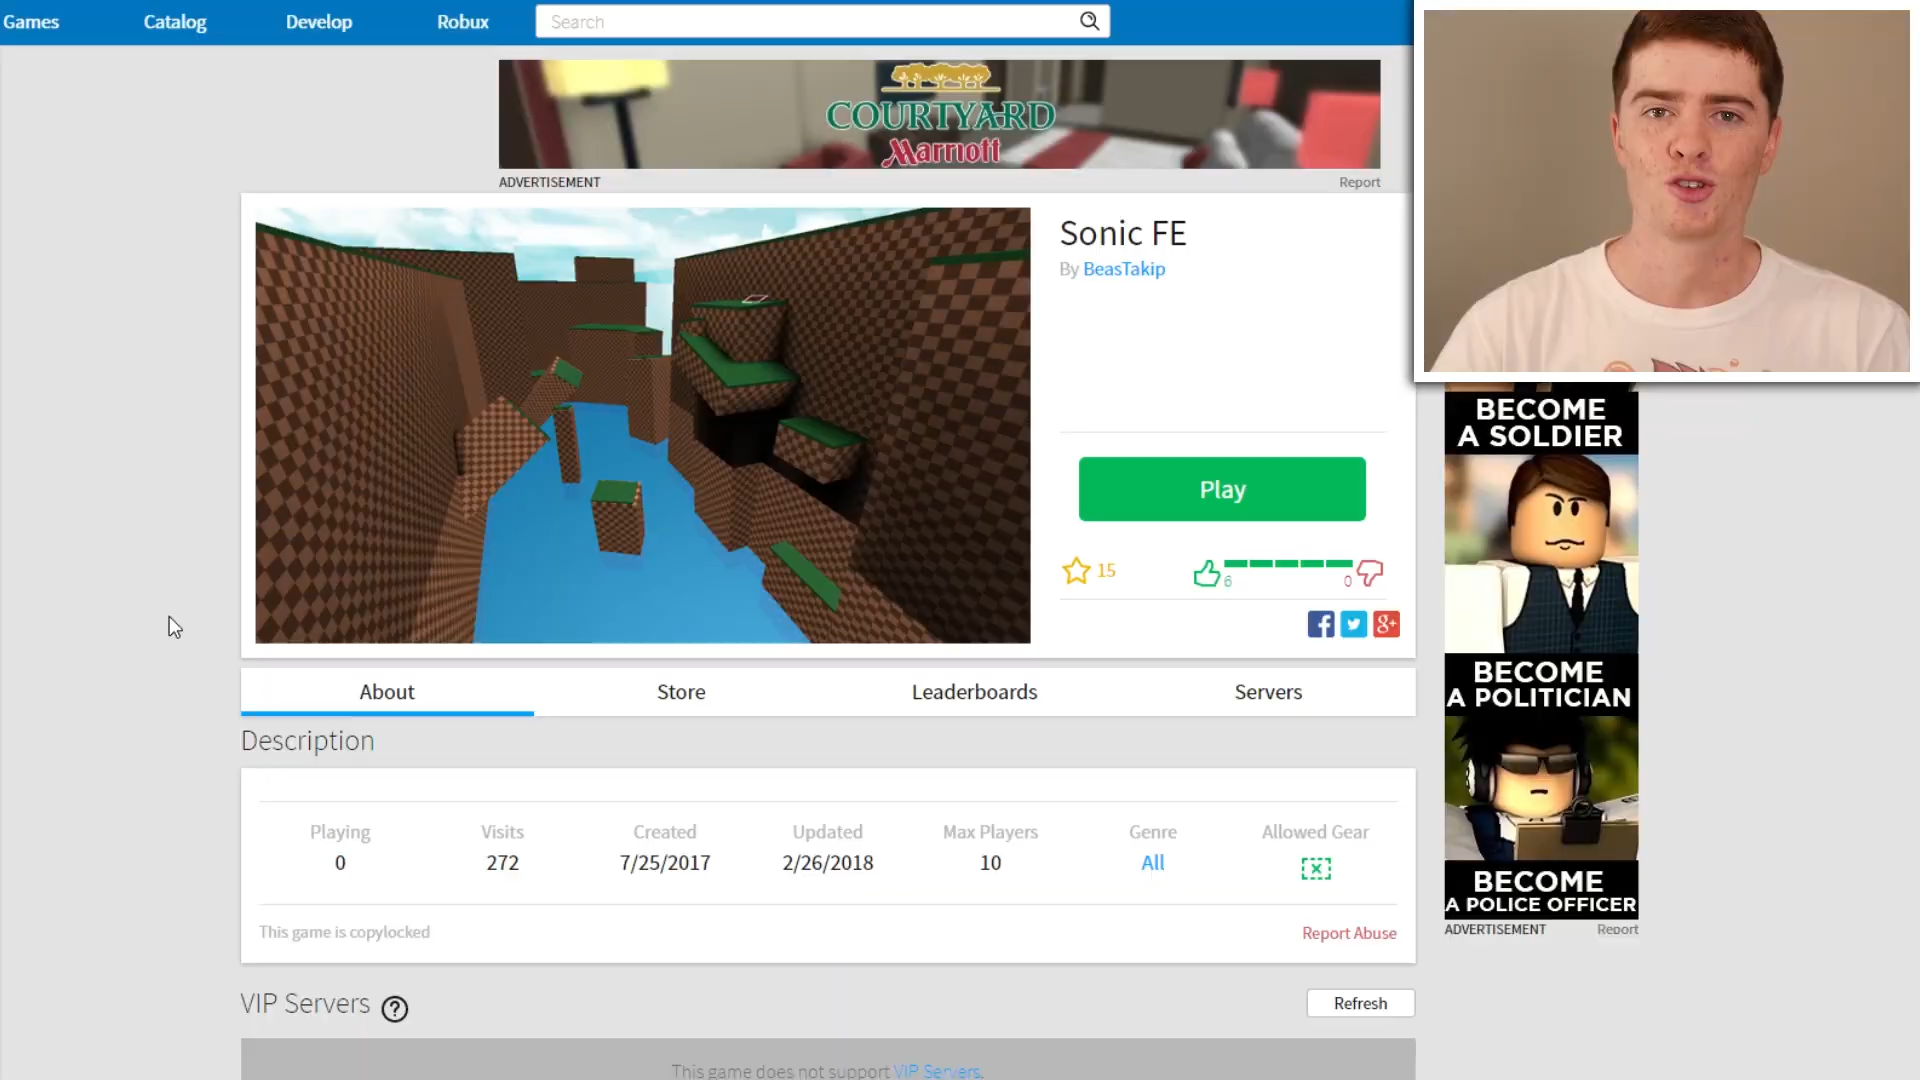 Games Catalog Develop Robux Search
COURTYARD
Marriott
ADVERTISEMENT Report
Sonic FE
By BeasTakip
Play
15 6 0
About Store Leaderboards Servers
Description
Playing Visits Created Updated Max Players Genre Allowed Gear
0 272 7/25/2017 2/26/2018 10 All
This game is copylocked Report Abuse
VIP Servers ? Refresh
This game does not support VIP Servers.
BECOME
A SOLDIER
BECOME
A POLITICIAN
BECOME
A POLICE OFFICER
ADVERTISEMENT Report